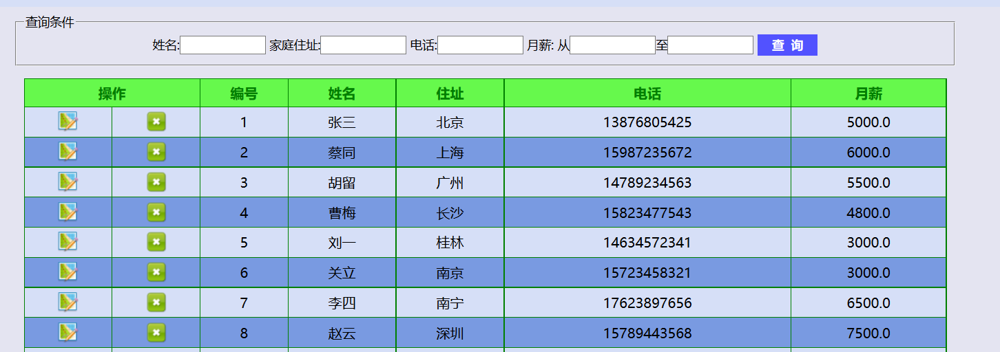 查询条件
姓名: 家庭住址: 电话: 月薪: 从 至 查 询
操作 编号 姓名 住址 电话 月薪
1 张三 北京 13876805425 5000.0
2 蔡同 上海 15987235672 6000.0
3 胡留 广州 14789234563 5500.0
4 曹梅 长沙 15823477543 4800.0
5 刘一 桂林 14634572341 3000.0
6 关立 南京 15723458321 3000.0
7 李四 南宁 17623897656 6500.0
8 赵云 深圳 15789443568 7500.0